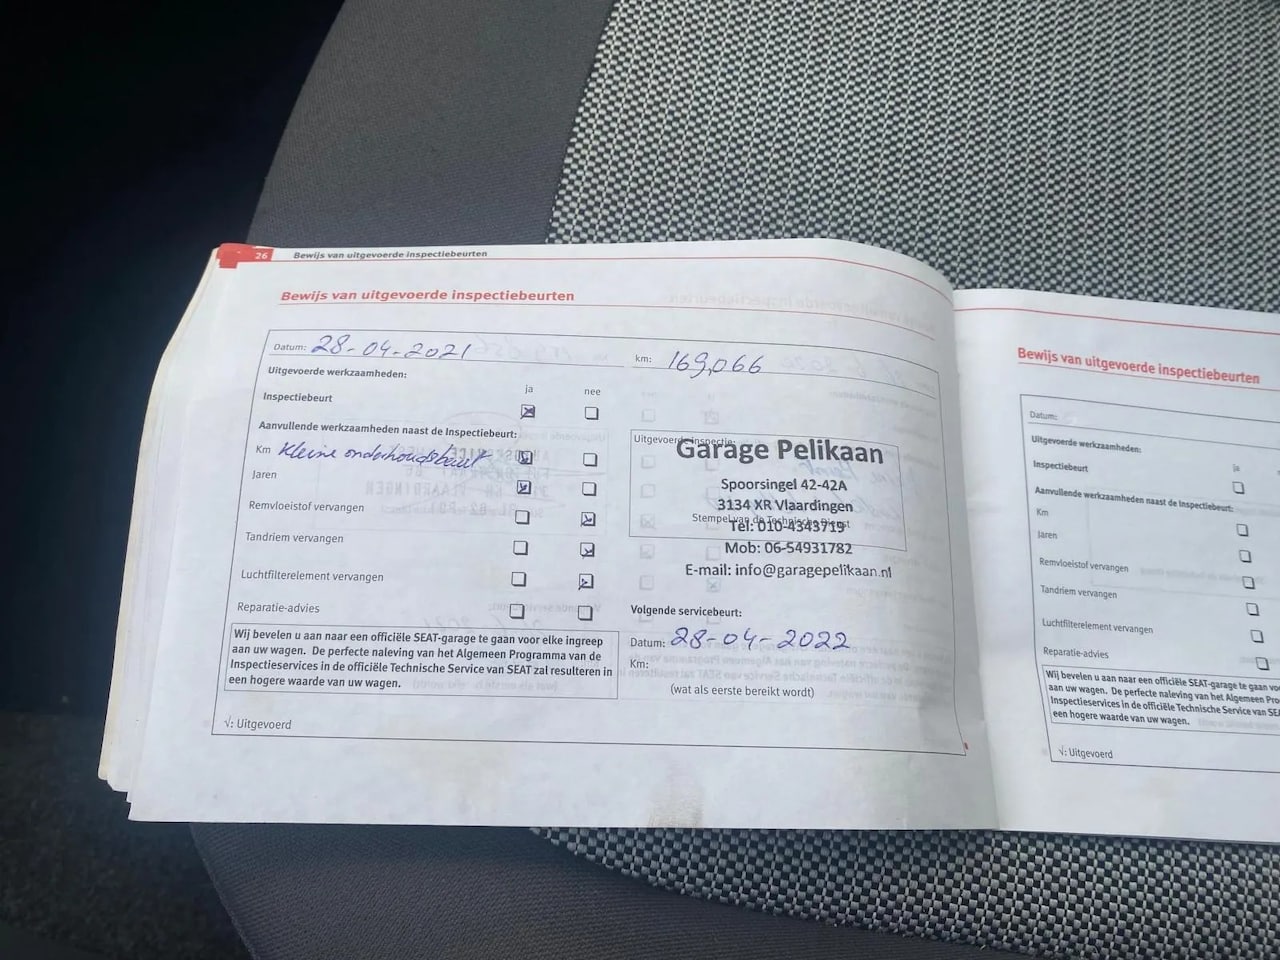 26 Bewijs van uitgevoerde inspectiebeurten
Bewijs van uitgevoerde inspectiebeurten
Datum: 28-04-2021 km: 169,066
Uitgevoerde werkzaamheden:
ja nee
Inspectiebeurt
Aanvullende werkzaamheden naast de Inspectiebeurt:
Km Kleine onderhoudsbeurt
Jaren
Remvloeistof vervangen
Tandriem vervangen
Luchtfilterelement vervangen
Reparatie-advies
Wij bevelen u aan naar een officiële SEAT-garage te gaan voor elke ingreep
aan uw wagen. De perfecte naleving van het Algemeen Programma van de
Inspectieservices in de officiële Technische Service van SEAT zal resulteren in
een hogere waarde van uw wagen.
√: Uitgevoerd
Uitgevoerde inspectie:
Garage Pelikaan
Spoorsingel 42-42A
3134 XR Vlaardingen
Stempel van de Technische Dienst
Tel: 010-4343719
Mob: 06-54931782
E-mail: info@garagepelikaan.nl
Volgende servicebeurt:
Datum: 28-04-2022
Km:
(wat als eerste bereikt wordt)
Bewijs van uitgevoerde inspectiebeurten
Datum:
Uitgevoerde werkzaamheden:
ja
Inspectiebeurt
Aanvullende werkzaamheden naast de Inspectiebeurt:
Km
Jaren
Remvloeistof vervangen
Tandriem vervangen
Luchtfilterelement vervangen
Reparatie-advies
Wij bevelen u aan naar een officiële SEAT-garage te gaan
aan uw wagen. De perfecte naleving van het Algemeen
Inspectieservices in de officiële Technische Service van
een hogere waarde van uw wagen.
√: Uitgevoerd